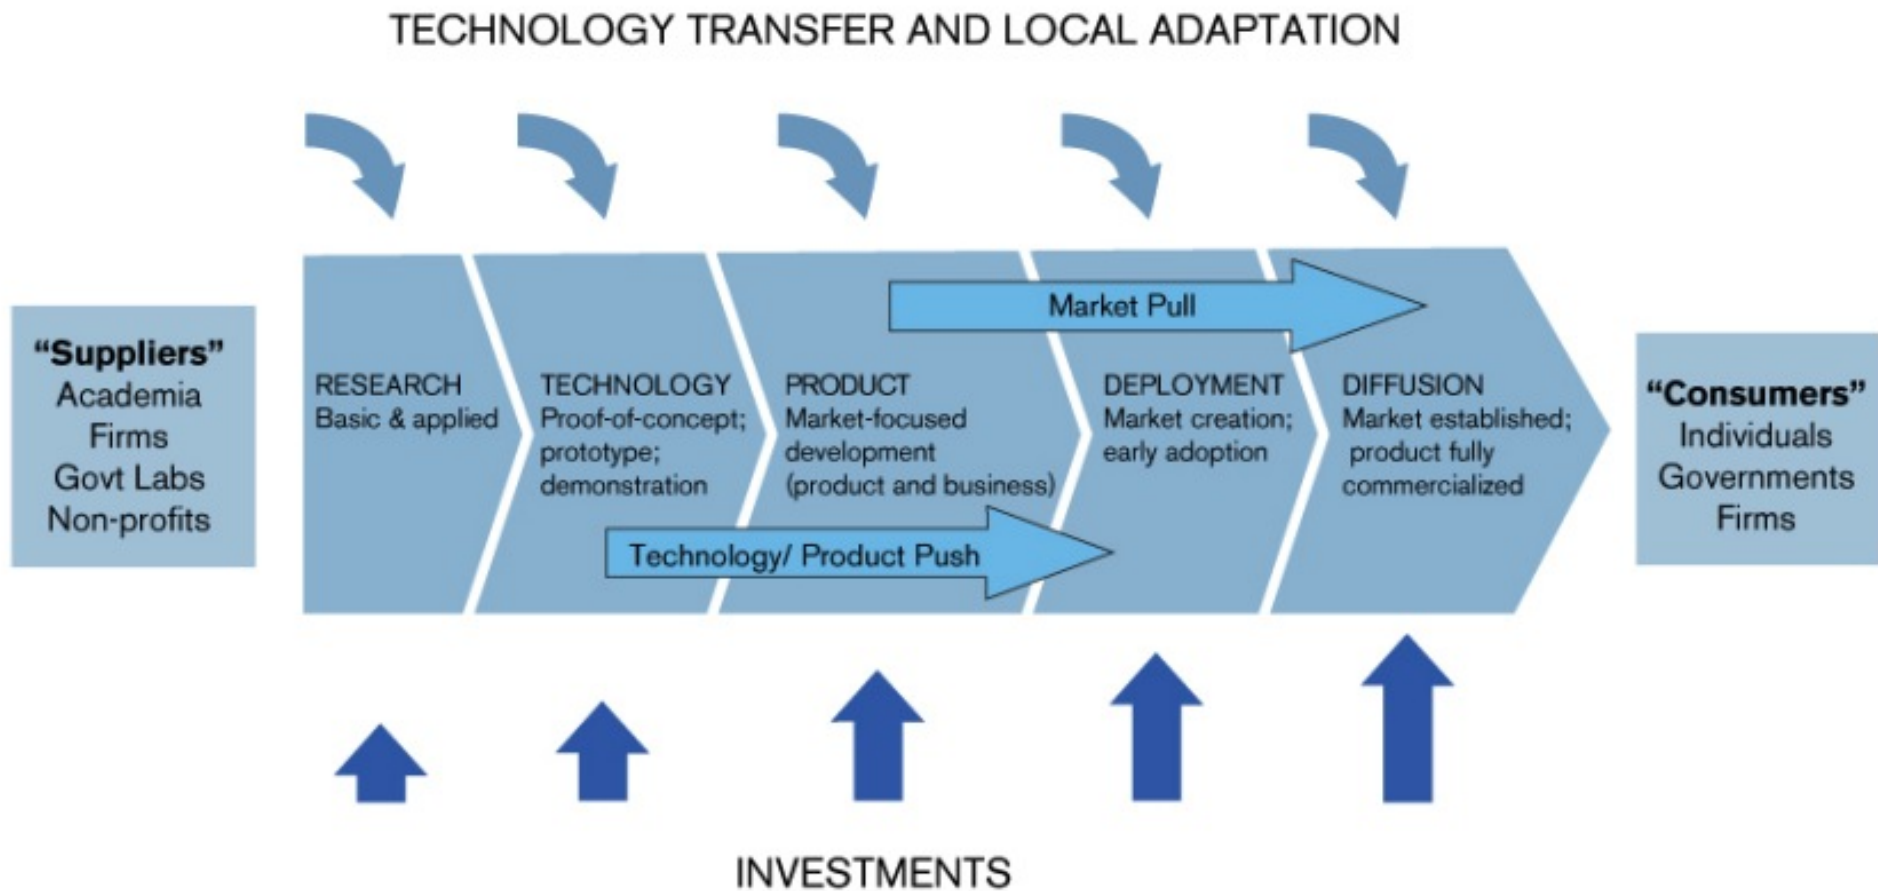 TECHNOLOGY TRANSFER AND LOCAL ADAPTATION
“Suppliers”
Academia
Firms
Govt Labs
Non-profits
RESEARCH
Basic & applied
TECHNOLOGY
Proof-of-concept;
prototype;
demonstration
PRODUCT
Market-focused
development
(product and business)
DEPLOYMENT
Market creation;
early adoption
DIFFUSION
Market established;
product fully
commercialized
Market Pull
Technology/ Product Push
“Consumers”
Individuals
Governments
Firms
INVESTMENTS